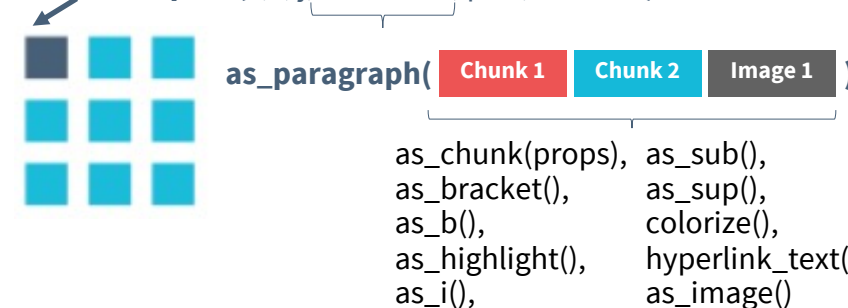 as_paragraph( Chunk 1 Chunk 2 Image 1 )
as_chunk(props), as_sub(),
as_bracket(), as_sup(),
as_b(), colorize(),
as_highlight(), hyperlink_text(
as_i(), as_image()